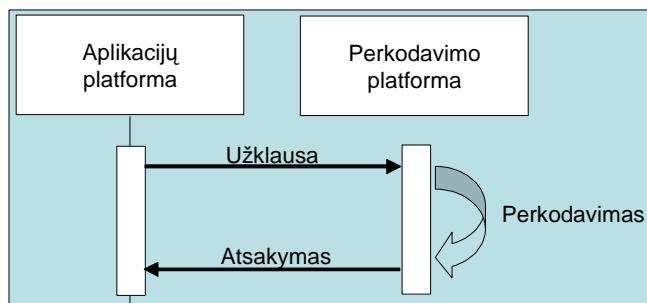 Aplikacijų
platforma
Perkodavimo
platforma
Užklausa
Perkodavimas
Atsakymas